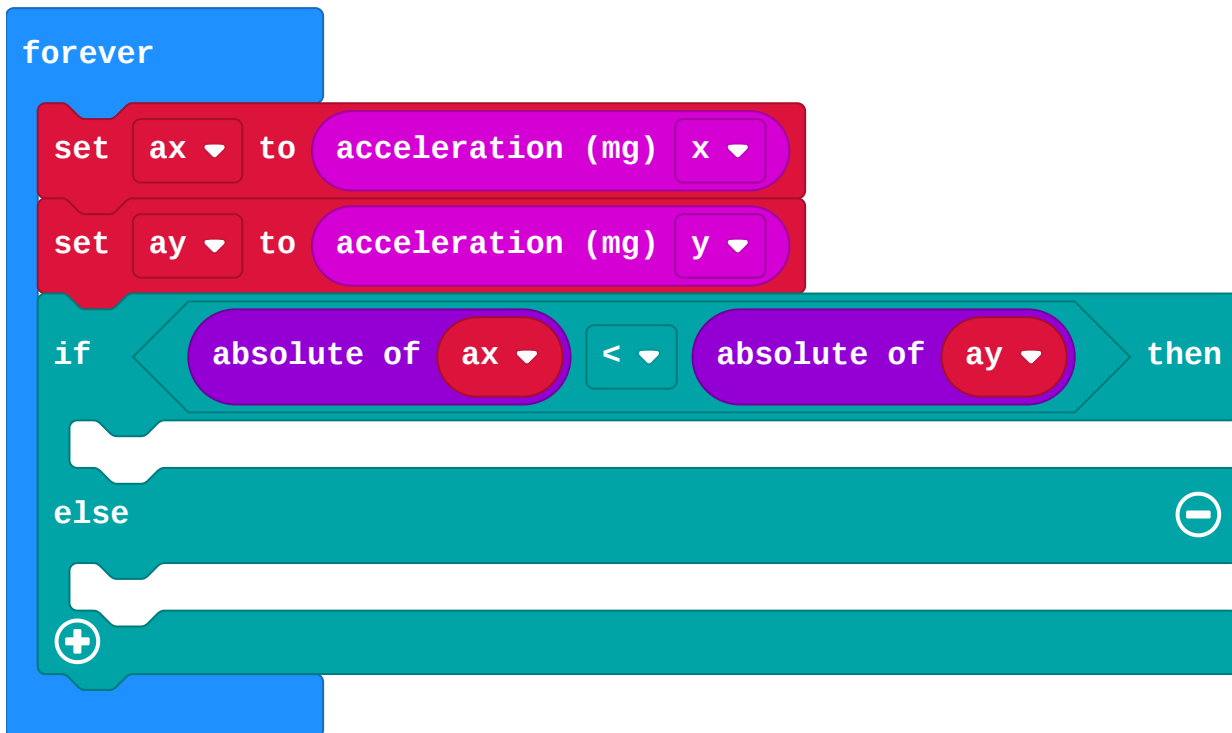 forever
set ax to acceleration (mg) x
set ay to acceleration (mg) y
if absolute of ax < absolute of ay then
else